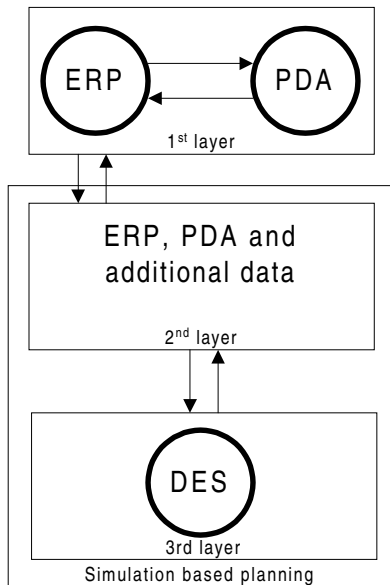 ERP PDA
1st layer
ERP, PDA and
additional data
2nd layer
DES
3rd layer
Simulation based planning